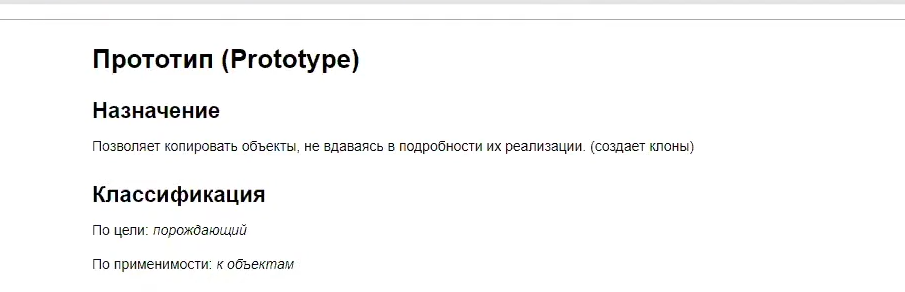 Прототип (Prototype)
Назначение
Позволяет копировать объекты, не вдаваясь в подробности их реализации. (создает клоны)
Классификация
По цели: порождающий
По применимости: к объектам